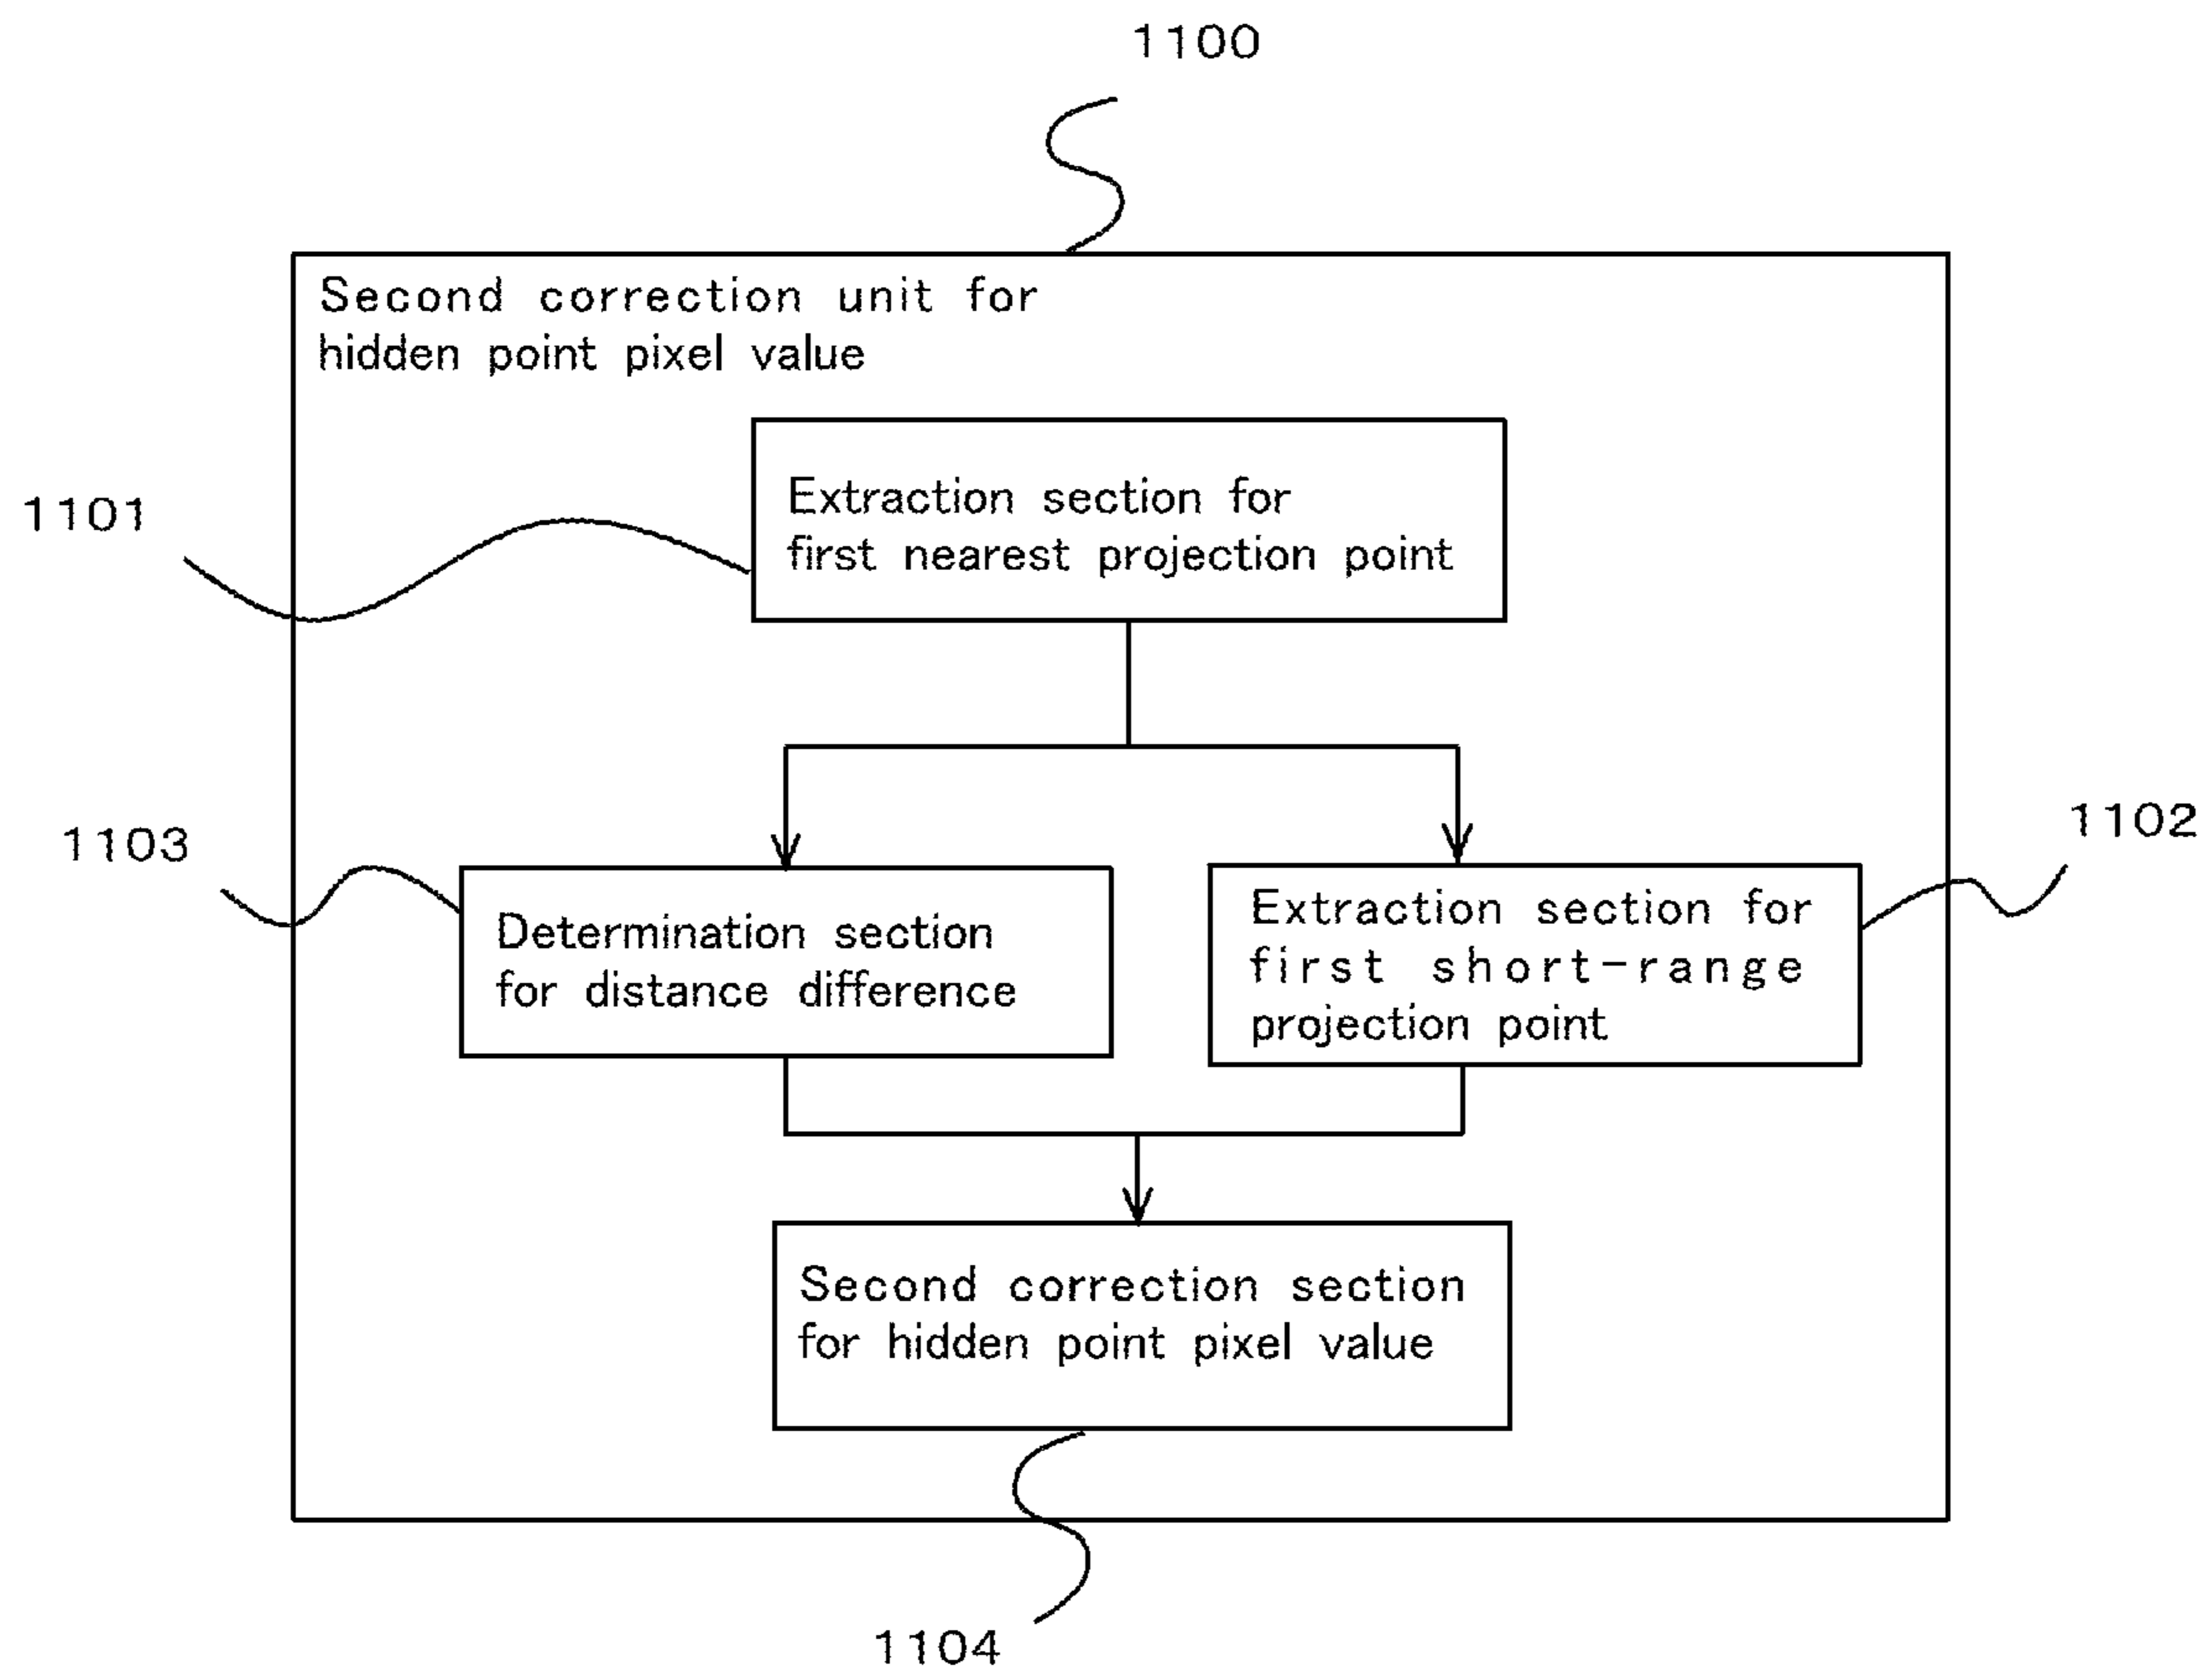 1100
Second correction unit for
hidden point pixel value
1101
Extraction section for
first nearest projection point
1103
Determination section
for distance difference
1102
Extraction section for
first short-range
projection point
Second correction section
for hidden point pixel value
1104